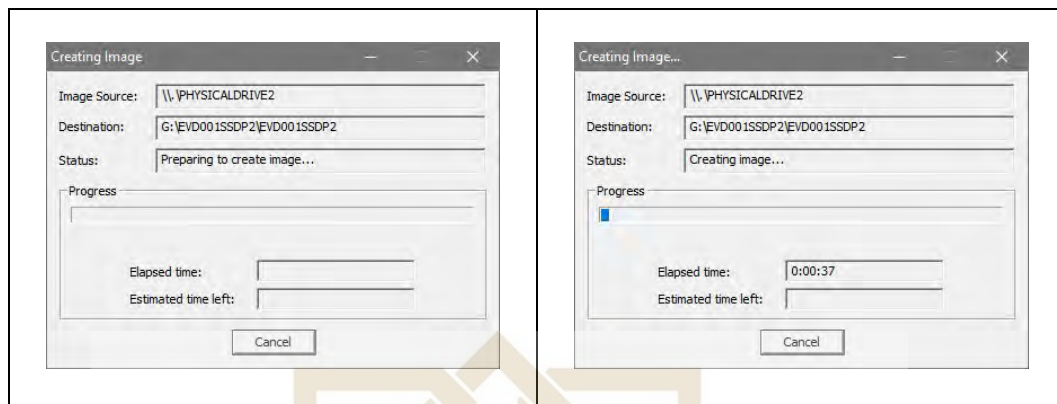 Creating Image
Image Source: \\.\PHYSICALDRIVE2
Destination: G:\EVD001SSDP2\EVD001SSDP2
Status: Preparing to create image...
Progress
Elapsed time:
Estimated time left:
Cancel
Creating Image...
Image Source: \\.\PHYSICALDRIVE2
Destination: G:\EVD001SSDP2\EVD001SSDP2
Status: Creating image...
Progress
Elapsed time: 0:00:37
Estimated time left:
Cancel